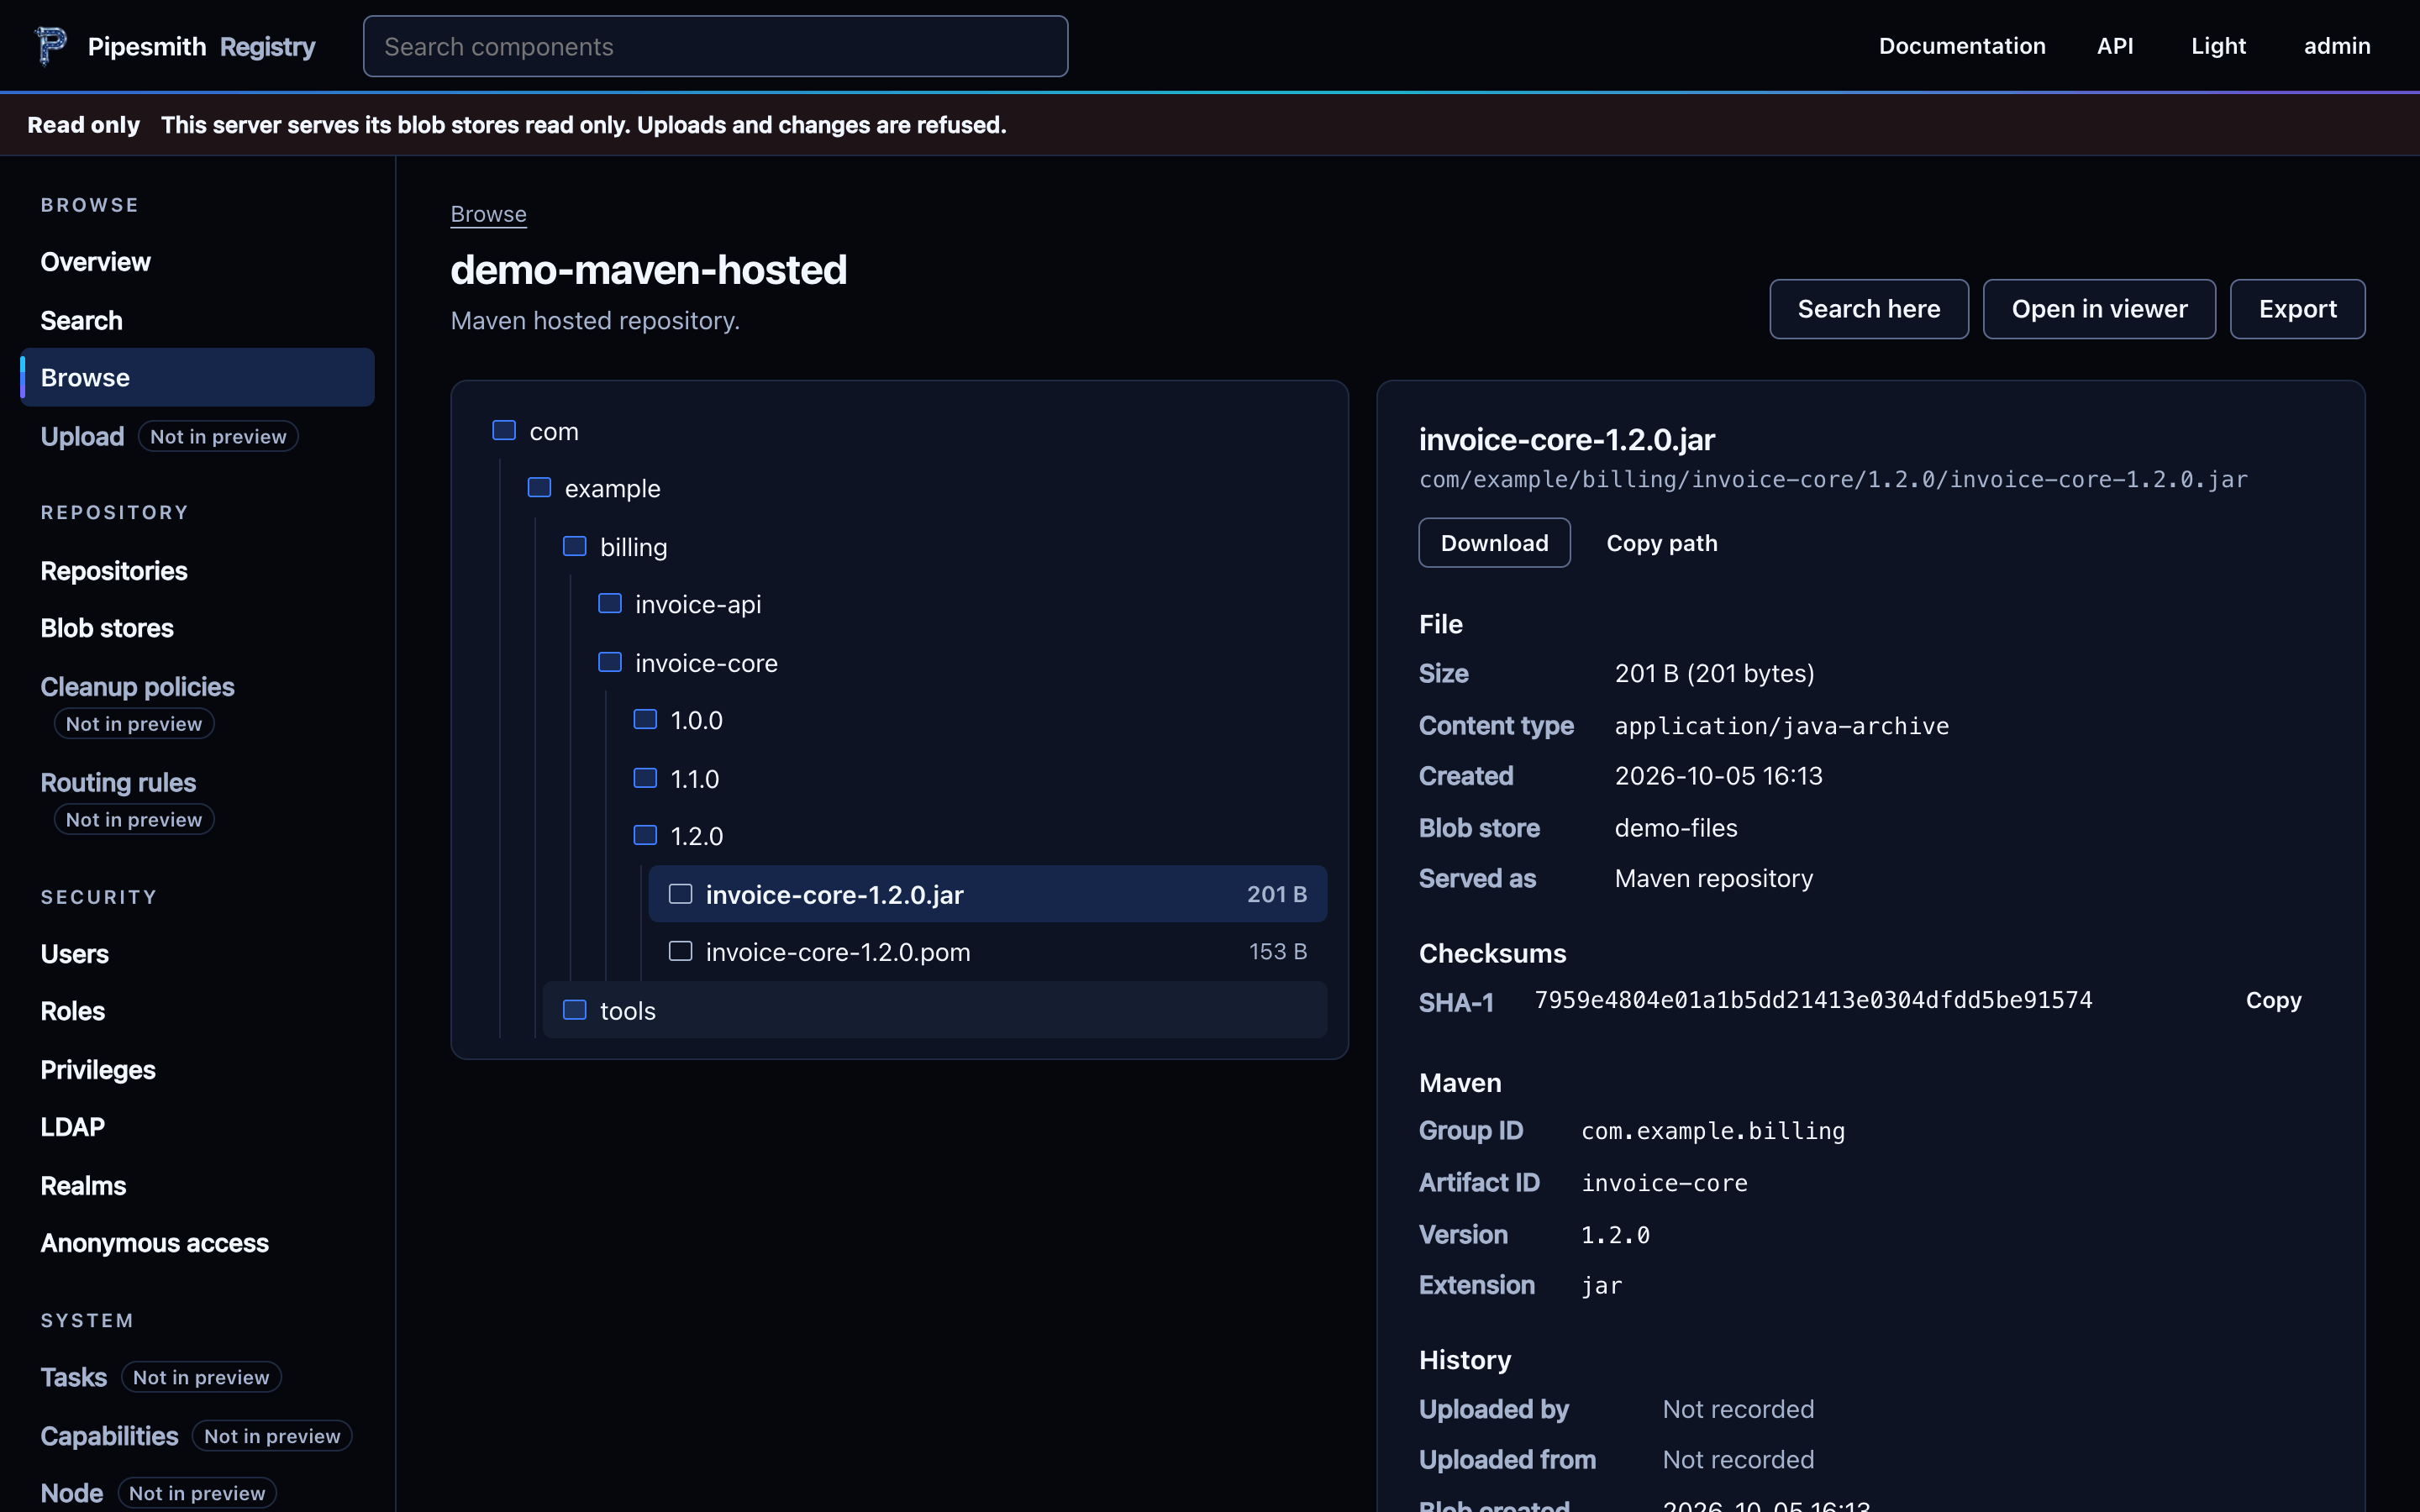 Pipesmith Registry
Search components
Documentation
API
Light
admin
Read only This server serves its blob stores read only. Uploads and changes are refused.
BROWSE
Overview
Search
Browse
Upload Not in preview
REPOSITORY
Repositories
Blob stores
Cleanup policies
Not in preview
Routing rules
Not in preview
SECURITY
Users
Roles
Privileges
LDAP
Realms
Anonymous access
SYSTEM
Tasks Not in preview
Capabilities Not in preview
Node Not in preview
Browse
demo-maven-hosted
Maven hosted repository.
Search here
Open in viewer
Export
com
example
billing
invoice-api
invoice-core
1.0.0
1.1.0
1.2.0
invoice-core-1.2.0.jar 201 B
invoice-core-1.2.0.pom 153 B
tools
invoice-core-1.2.0.jar
com/example/billing/invoice-core/1.2.0/invoice-core-1.2.0.jar
Download
Copy path
File
Size 201 B (201 bytes)
Content type application/java-archive
Created 2026-10-05 16:13
Blob store demo-files
Served as Maven repository
Checksums
SHA-1 7959e4804e01a1b5dd21413e0304dfdd5be91574 Copy
Maven
Group ID com.example.billing
Artifact ID invoice-core
Version 1.2.0
Extension jar
History
Uploaded by Not recorded
Uploaded from Not recorded
Blob created 2026-10-05 16:13